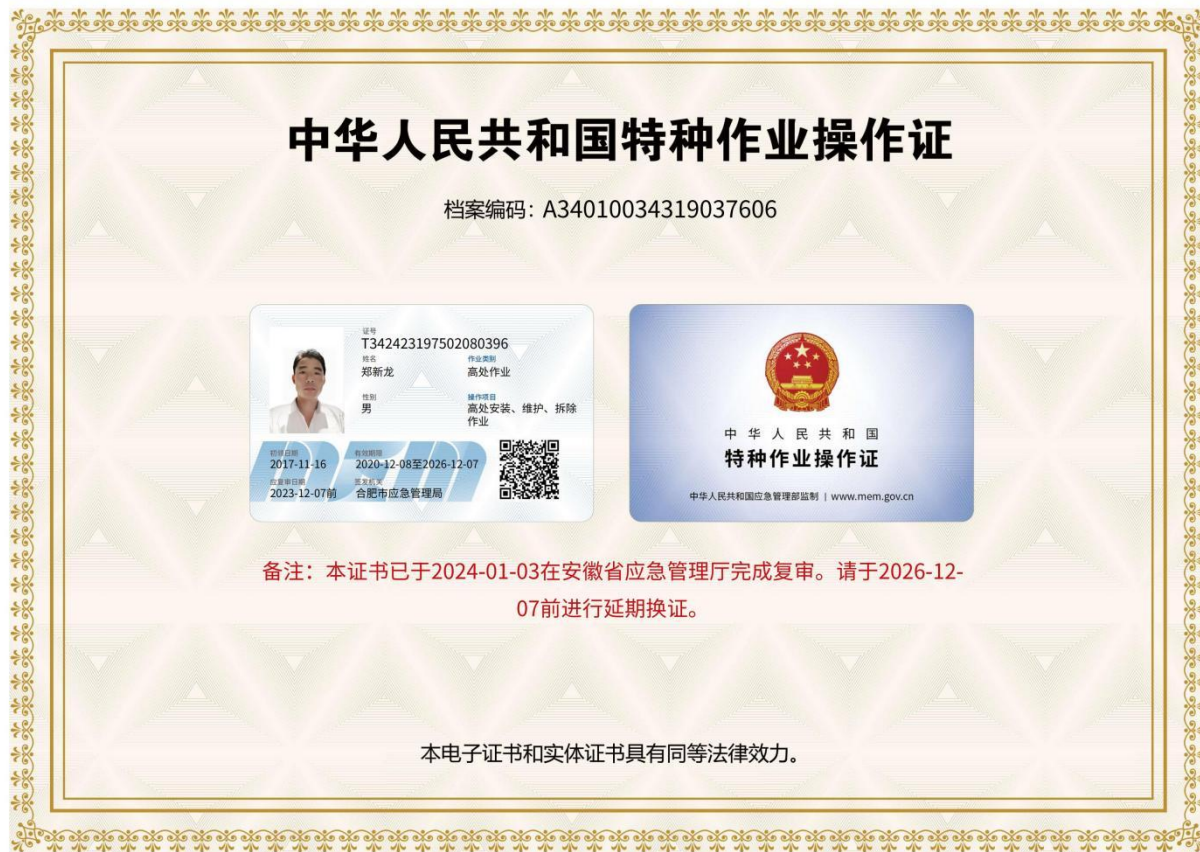 中华人民共和国特种作业操作证
档案编码：A34010034319037606
证号
T342423197502080396
姓名
郑新龙
作业类别
高处作业
性别
男
操作项目
高处安装、维护、拆除
作业
初领日期
2017-11-16
有效期限
2020-12-08至2026-12-07
应复审日期
2023-12-07前
签发机关
合肥市应急管理局
中华人民共和国
特种作业操作证
中华人民共和国应急管理部监制 | www.mem.gov.cn
备注：本证书已于2024-01-03在安徽省应急管理厅完成复审。请于2026-12-
07前进行延期换证。
本电子证书和实体证书具有同等法律效力。